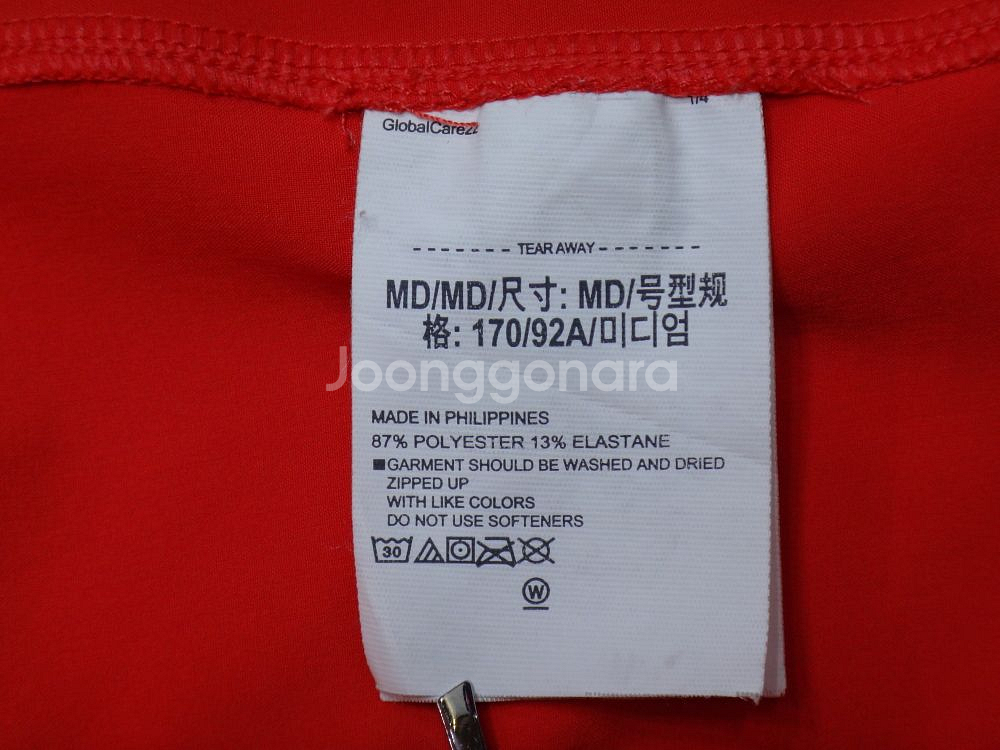 1/4
GlobalCare22
- - - - - - - - TEAR AWAY - - - - - - - -
MD/MD/尺寸: MD/号型规
格: 170/92A/미디엄
Joonggonara
MADE IN PHILIPPINES
87% POLYESTER 13% ELASTANE
■GARMENT SHOULD BE WASHED AND DRIED
ZIPPED UP
WITH LIKE COLORS
DO NOT USE SOFTENERS
30
W